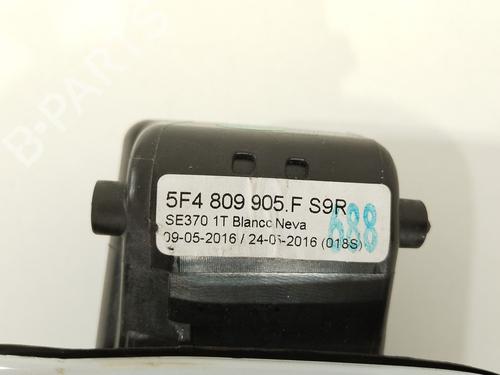 B-PARTS
5F4 809 905.F S9R
SE370 1T Blanco Neva
09-05-2016 / 24-05-2016 (018S)
688